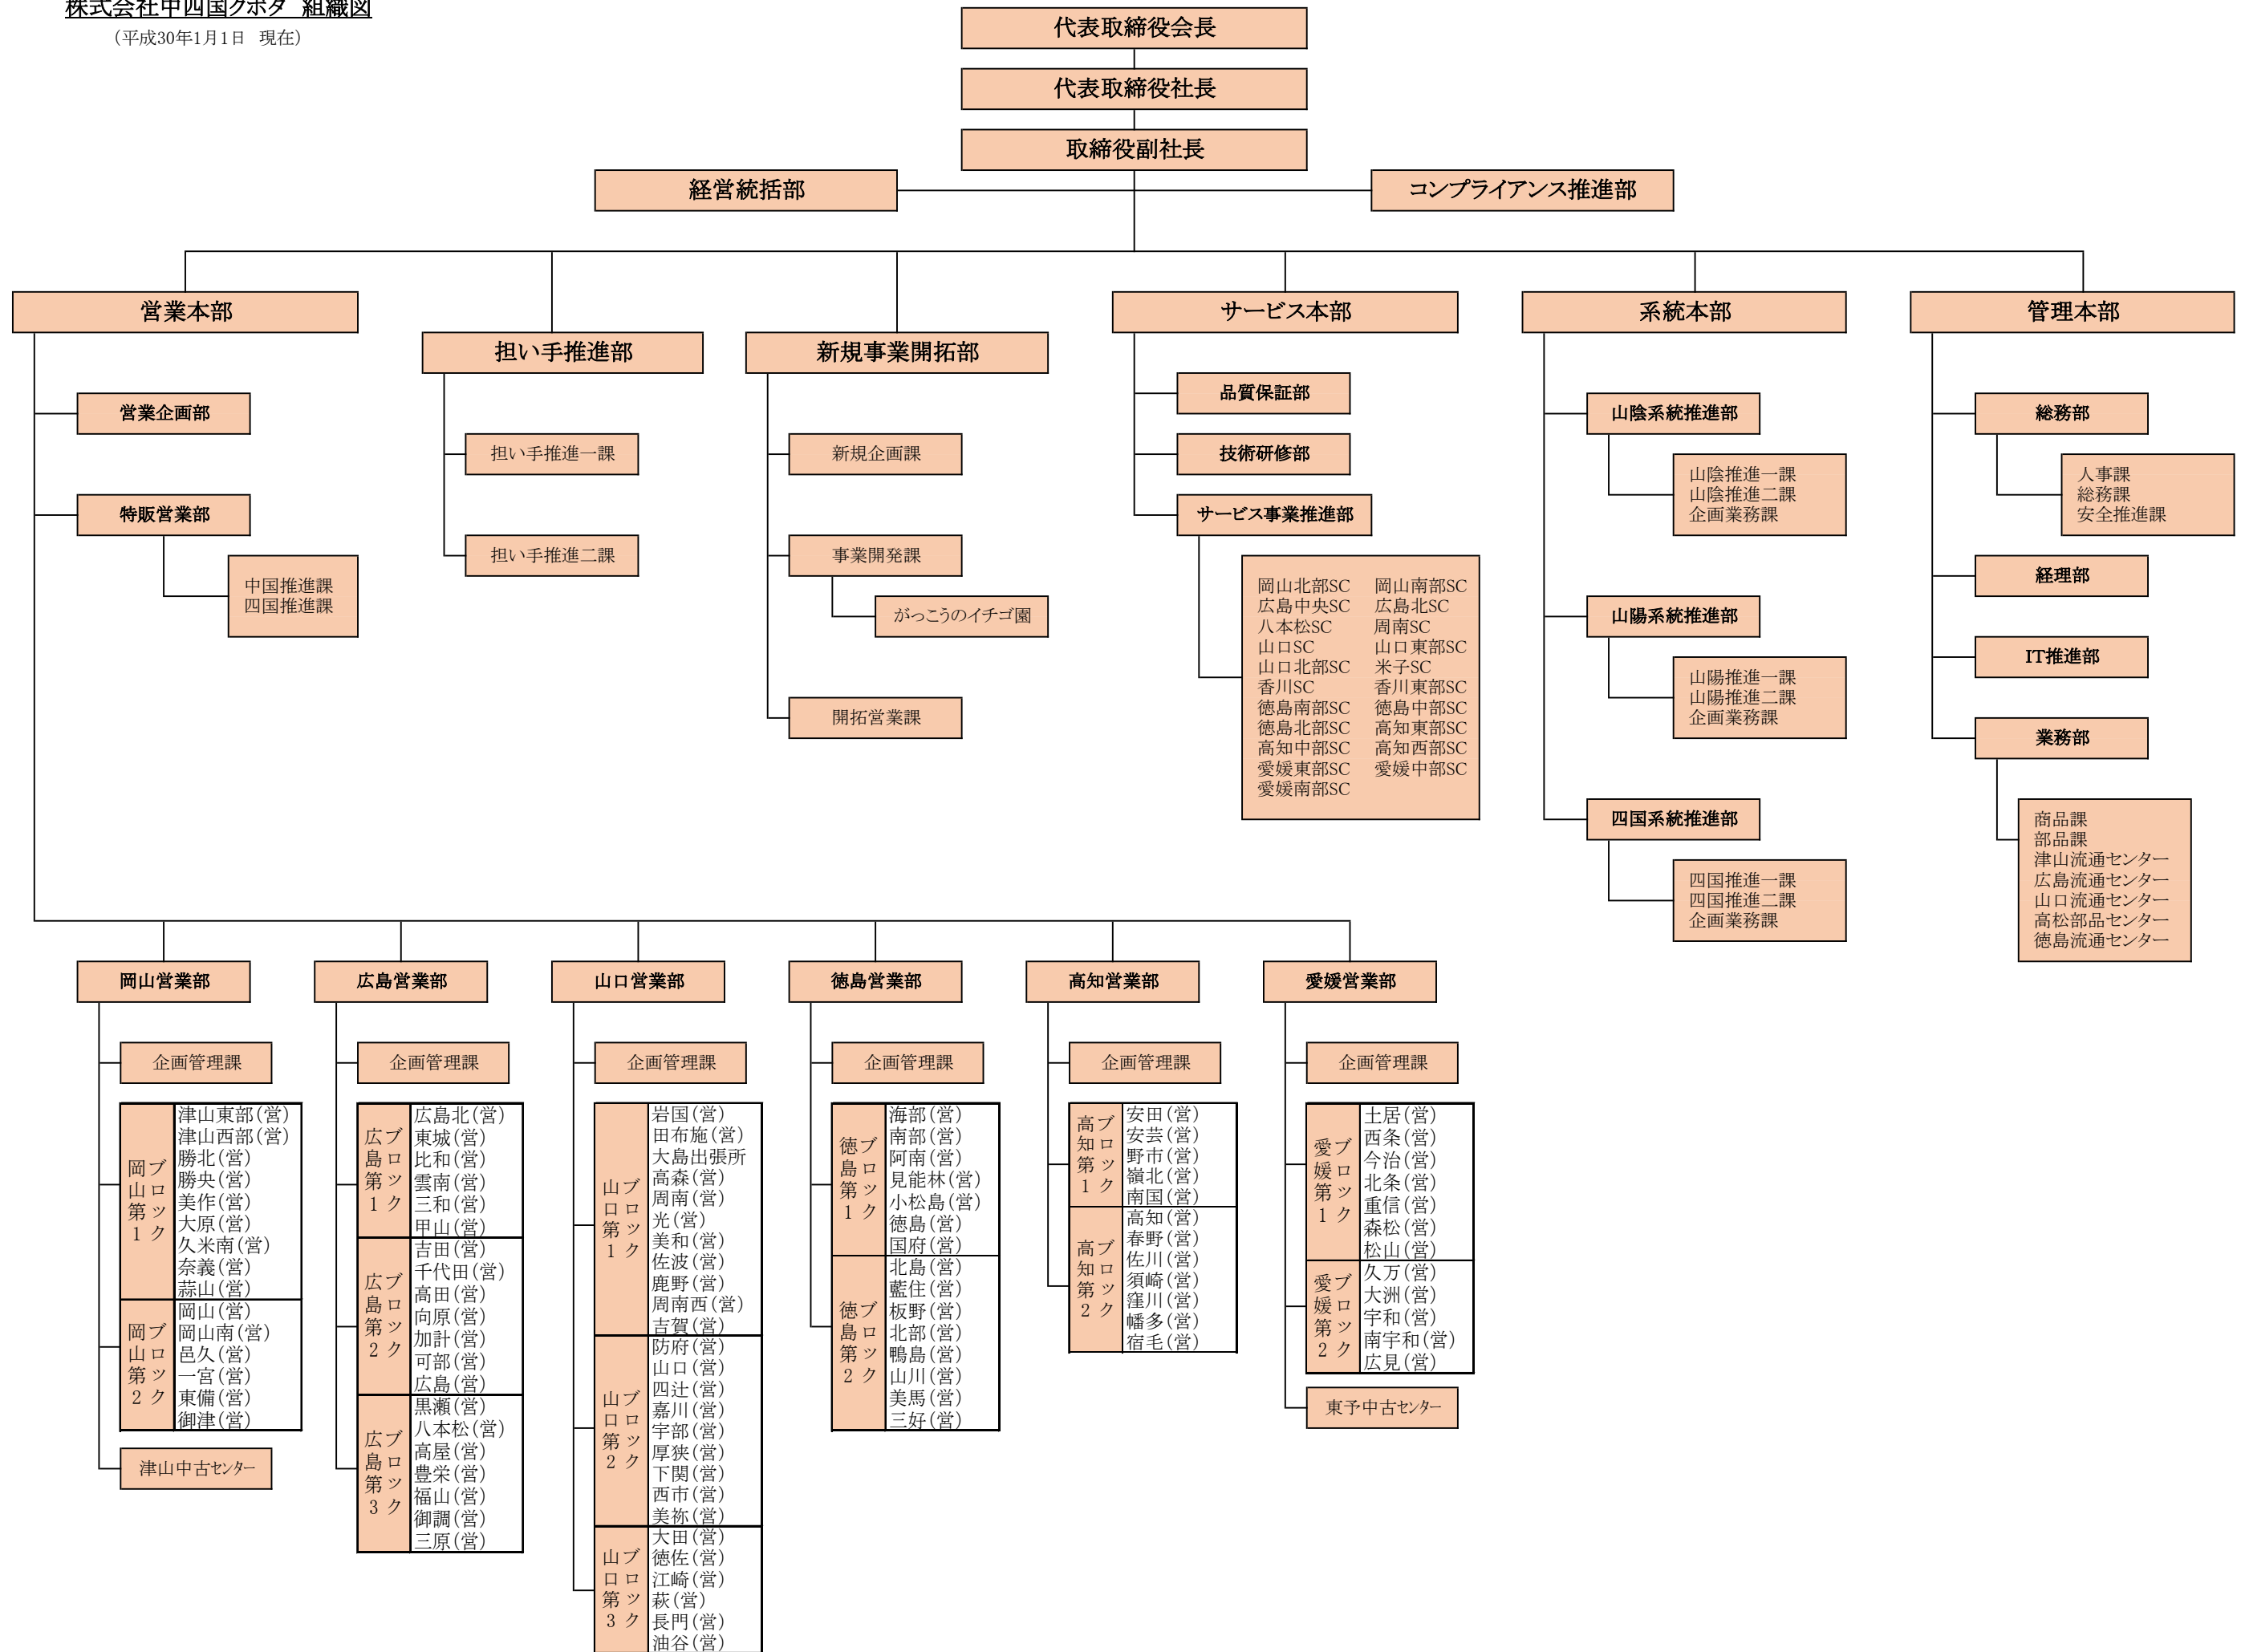 株式会社中四国クボタ 組織図
（平成30年1月1日 現在）
代表取締役会長
代表取締役社長
取締役副社長
経営統括部
コンプライアンス推進部
営業本部
担い手推進部
新規事業開拓部
サービス本部
系統本部
管理本部
営業企画部
特販営業部
中国推進課
四国推進課
担い手推進一課
担い手推進二課
新規企画課
事業開発課
がっこうのイチゴ園
開拓営業課
品質保証部
技術研修部
サービス事業推進部
岡山北部SC 岡山南部SC
広島中央SC 広島北SC
八本松SC 周南SC
山口SC 山口東部SC
山口北部SC 米子SC
香川SC 香川東部SC
徳島南部SC 徳島中部SC
徳島北部SC 高知東部SC
高知中部SC 高知西部SC
愛媛東部SC 愛媛中部SC
愛媛南部SC
山陰系統推進部
山陰推進一課
山陰推進二課
企画業務課
山陽系統推進部
山陽推進一課
山陽推進二課
企画業務課
四国系統推進部
四国推進一課
四国推進二課
企画業務課
総務部
人事課
総務課
安全推進課
経理部
IT推進部
業務部
商品課
部品課
津山流通センター
広島流通センター
山口流通センター
高松部品センター
徳島流通センター
岡山営業部
企画管理課
岡山第1
ブロック
津山東部（営）
津山西部（営）
勝北（営）
勝央（営）
美作（営）
大原（営）
久米南（営）
奈義（営）
蒜山（営）
岡山第2
ブロック
岡山（営）
岡山南（営）
邑久（営）
一宮（営）
東備（営）
御津（営）
津山中古センター
広島営業部
企画管理課
広島第1
ブロック
広島北（営）
東城（営）
比和（営）
雲南（営）
三和（営）
甲山（営）
広島第2
ブロック
吉田（営）
千代田（営）
高田（営）
向原（営）
加計（営）
可部（営）
広島（営）
広島第3
ブロック
黒瀬（営）
八本松（営）
高屋（営）
豊栄（営）
福山（営）
御調（営）
三原（営）
山口営業部
企画管理課
山口第1
ブロック
岩国（営）
田布施（営）
大島出張所
高森（営）
周南（営）
光（営）
美和（営）
佐波（営）
鹿野（営）
周南西（営）
吉賀（営）
山口第2
ブロック
防府（営）
山口（営）
四辻（営）
嘉川（営）
宇部（営）
厚狭（営）
下関（営）
西市（営）
美祢（営）
山口第3
ブロック
大田（営）
徳佐（営）
江崎（営）
萩（営）
長門（営）
油谷（営）
徳島営業部
企画管理課
徳島第1
ブロック
海部（営）
南部（営）
阿南（営）
見能林（営）
小松島（営）
徳島（営）
国府（営）
徳島第2
ブロック
北島（営）
藍住（営）
板野（営）
北部（営）
鴨島（営）
山川（営）
美馬（営）
三好（営）
高知営業部
企画管理課
高知第1
ブロック
安田（営）
安芸（営）
野市（営）
嶺北（営）
南国（営）
高知第2
ブロック
高知（営）
春野（営）
佐川（営）
須崎（営）
窪川（営）
幡多（営）
宿毛（営）
愛媛営業部
企画管理課
愛媛第1
ブロック
土居（営）
西条（営）
今治（営）
北条（営）
重信（営）
森松（営）
松山（営）
愛媛第2
ブロック
久万（営）
大洲（営）
宇和（営）
南宇和（営）
広見（営）
東予中古センター